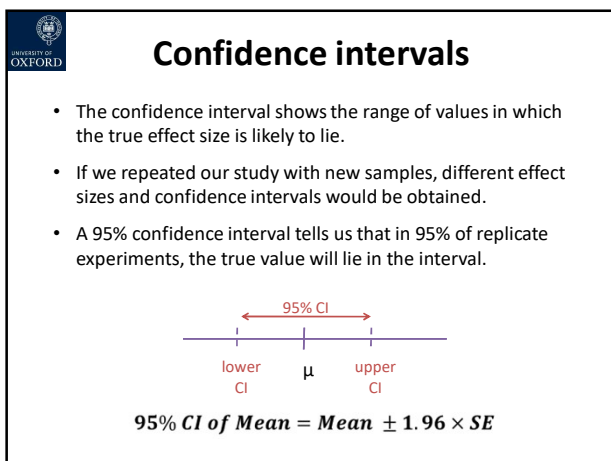 UNIVERSITY OF
OXFORD
Confidence intervals
• The confidence interval shows the range of values in which
the true effect size is likely to lie.
• If we repeated our study with new samples, different effect
sizes and confidence intervals would be obtained.
• A 95% confidence interval tells us that in 95% of replicate
experiments, the true value will lie in the interval.
95% CI
lower μ upper
CI CI
95% CI of Mean = Mean ± 1.96 × SE